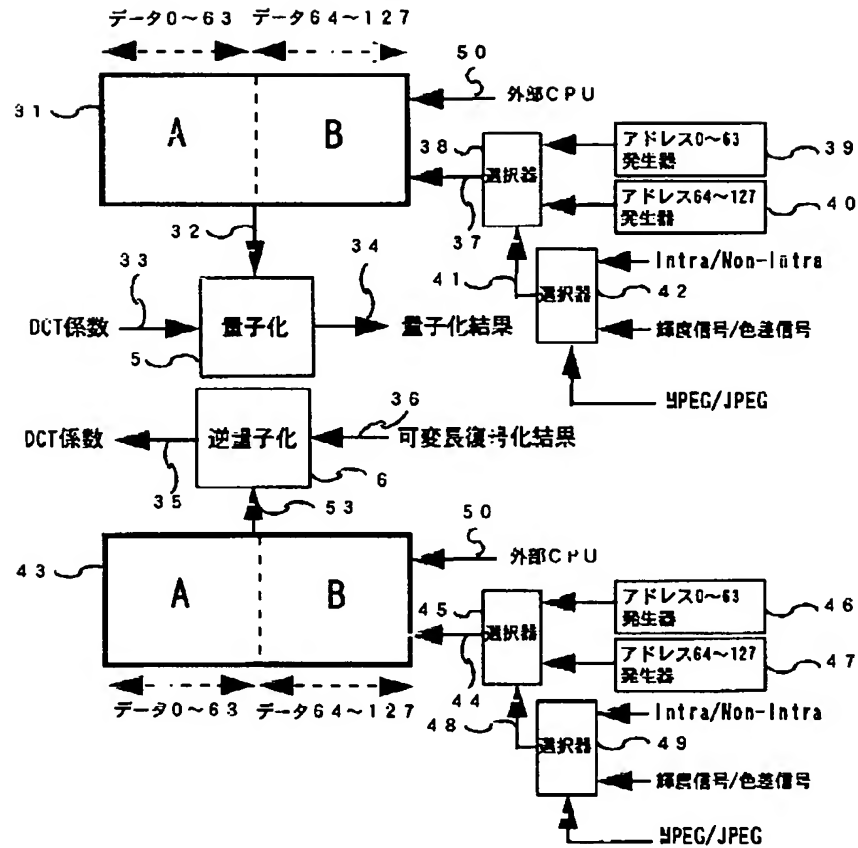 データ0～63 データ64～127
50
外部CPU
31
A
B
38
選択器
アドレス0～63
発生器
39
37
アドレス64～127
発生器
40
32
33
34
41
選択器
Intra/Non-Intra
42
DCT係数
量子化
量子化結果
輝度信号/色差信号
5
MPEG/JPEG
36
DCT係数
逆量子化
可変長復号化結果
35
6
53
50
外部CPU
43
A
B
45
選択器
アドレス0～63
発生器
46
44
アドレス64～127
発生器
47
データ0～63 データ64～127
48
選択器
Intra/Non-Intra
49
輝度信号/色差信号
MPEG/JPEG